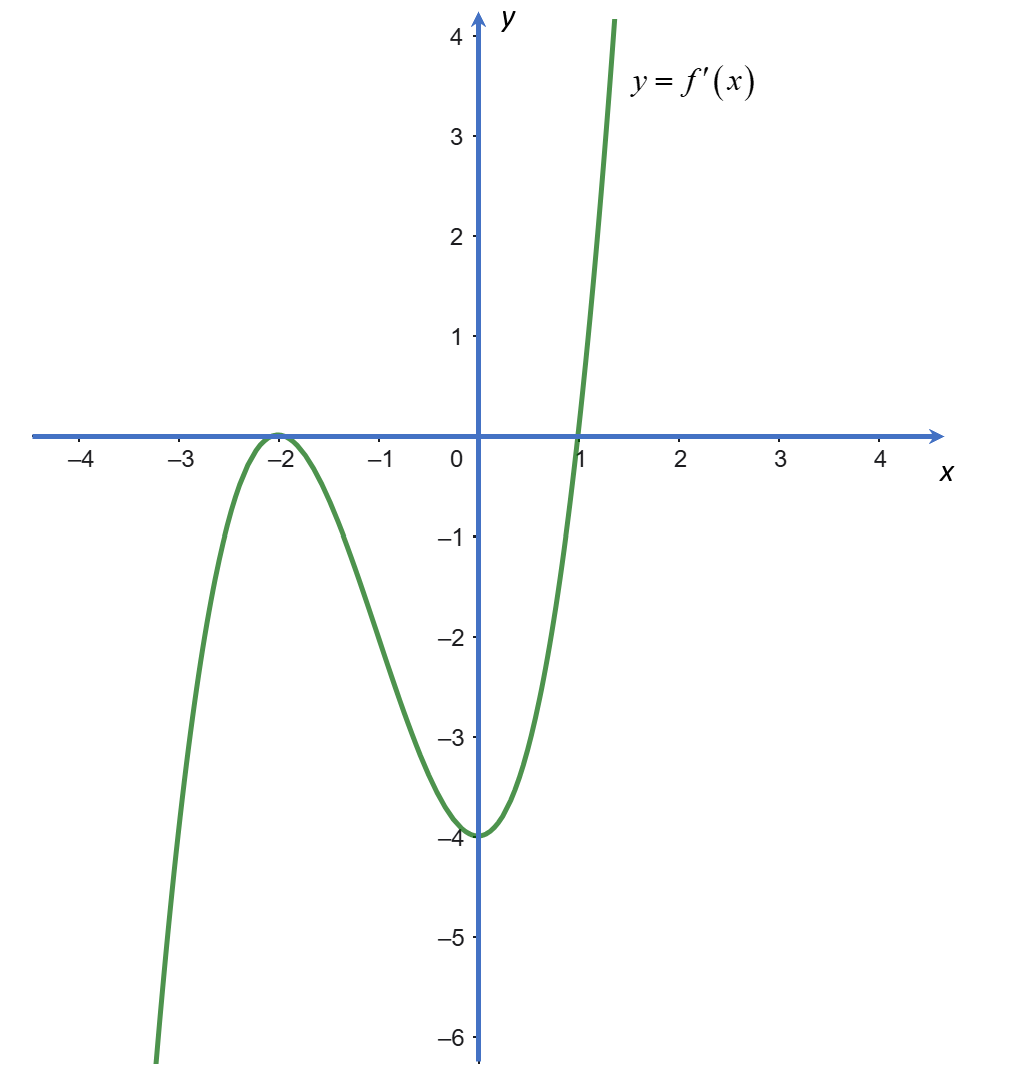 y
4
y = f′(x)
3
2
1
–4 –3 –2 –1 0 1 2 3 4
x
–1
–2
–3
–4
–5
–6